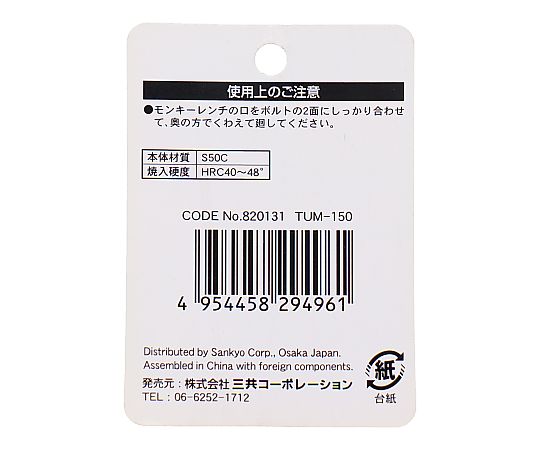 使用上のご注意
●モンキーレンチの口をボルトの2面にしっかり合わせ
て、奥の方でくわえて廻してください。
本体材質 S50C
焼入硬度 HRC40～48°
CODE No.820131 TUM-150
4 954458 294961
Distributed by Sankyo Corp., Osaka Japan.
Assembled in China with foreign components.
発売元：株式会社 三共コーポレーション
TEL：06-6252-1712
紙
台紙